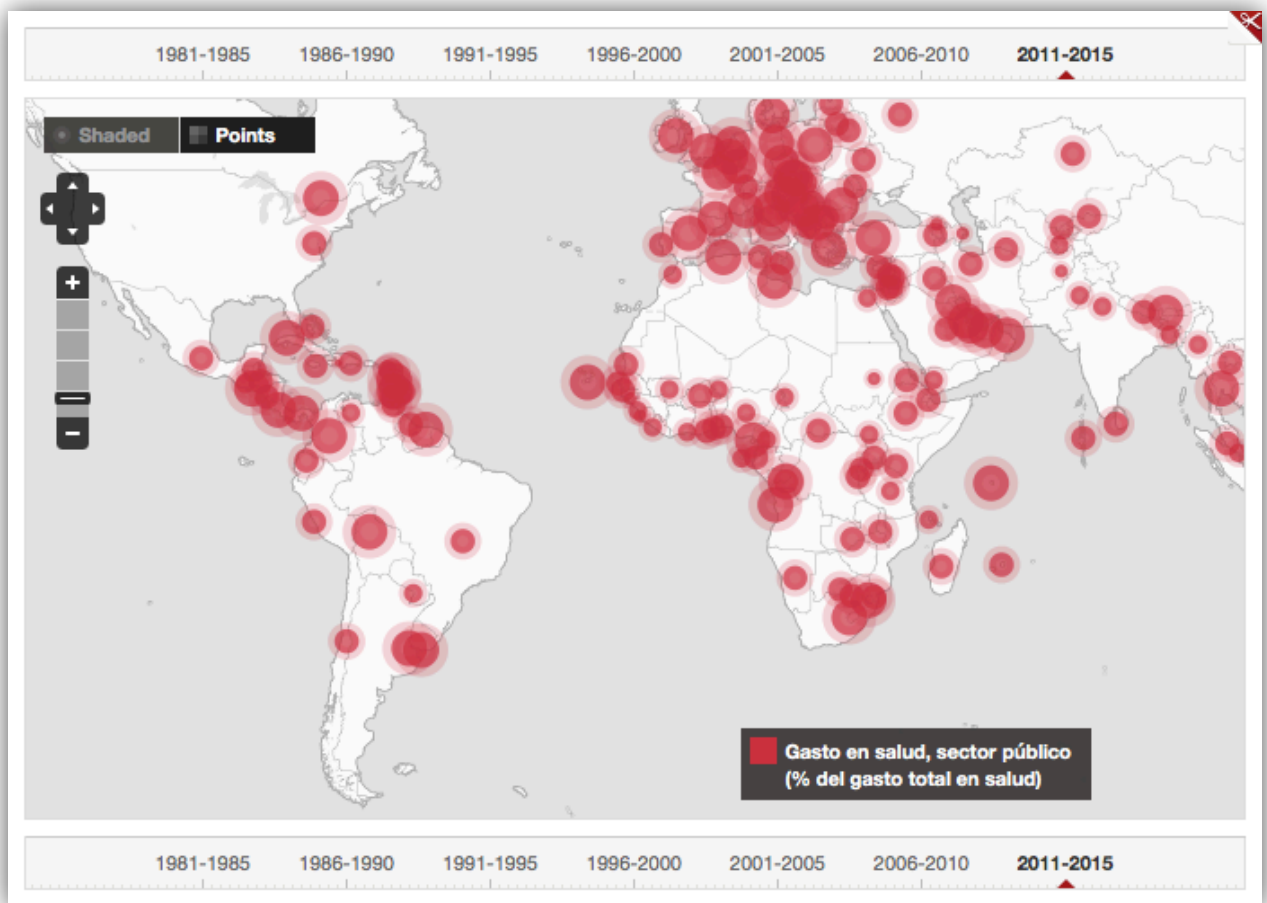 1981-1985 1986-1990 1991-1995 1996-2000 2001-2005 2006-2010 2011-2015
Shaded Points
+
−
Gasto en salud, sector público
(% del gasto total en salud)
1981-1985 1986-1990 1991-1995 1996-2000 2001-2005 2006-2010 2011-2015